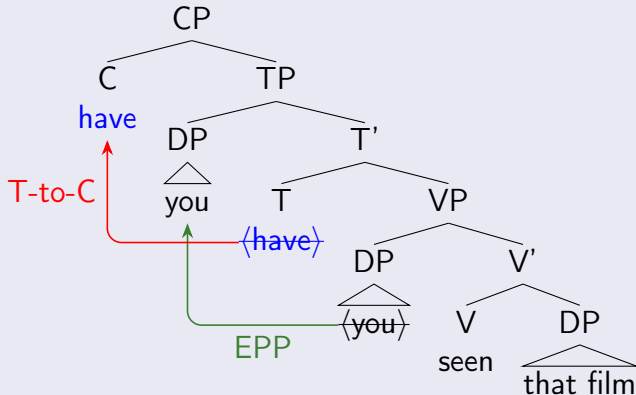 CP
C TP
have
DP T'
T-to-C
you T VP
⟨have⟩
DP V'
⟨you⟩ V DP
EPP
seen
that film